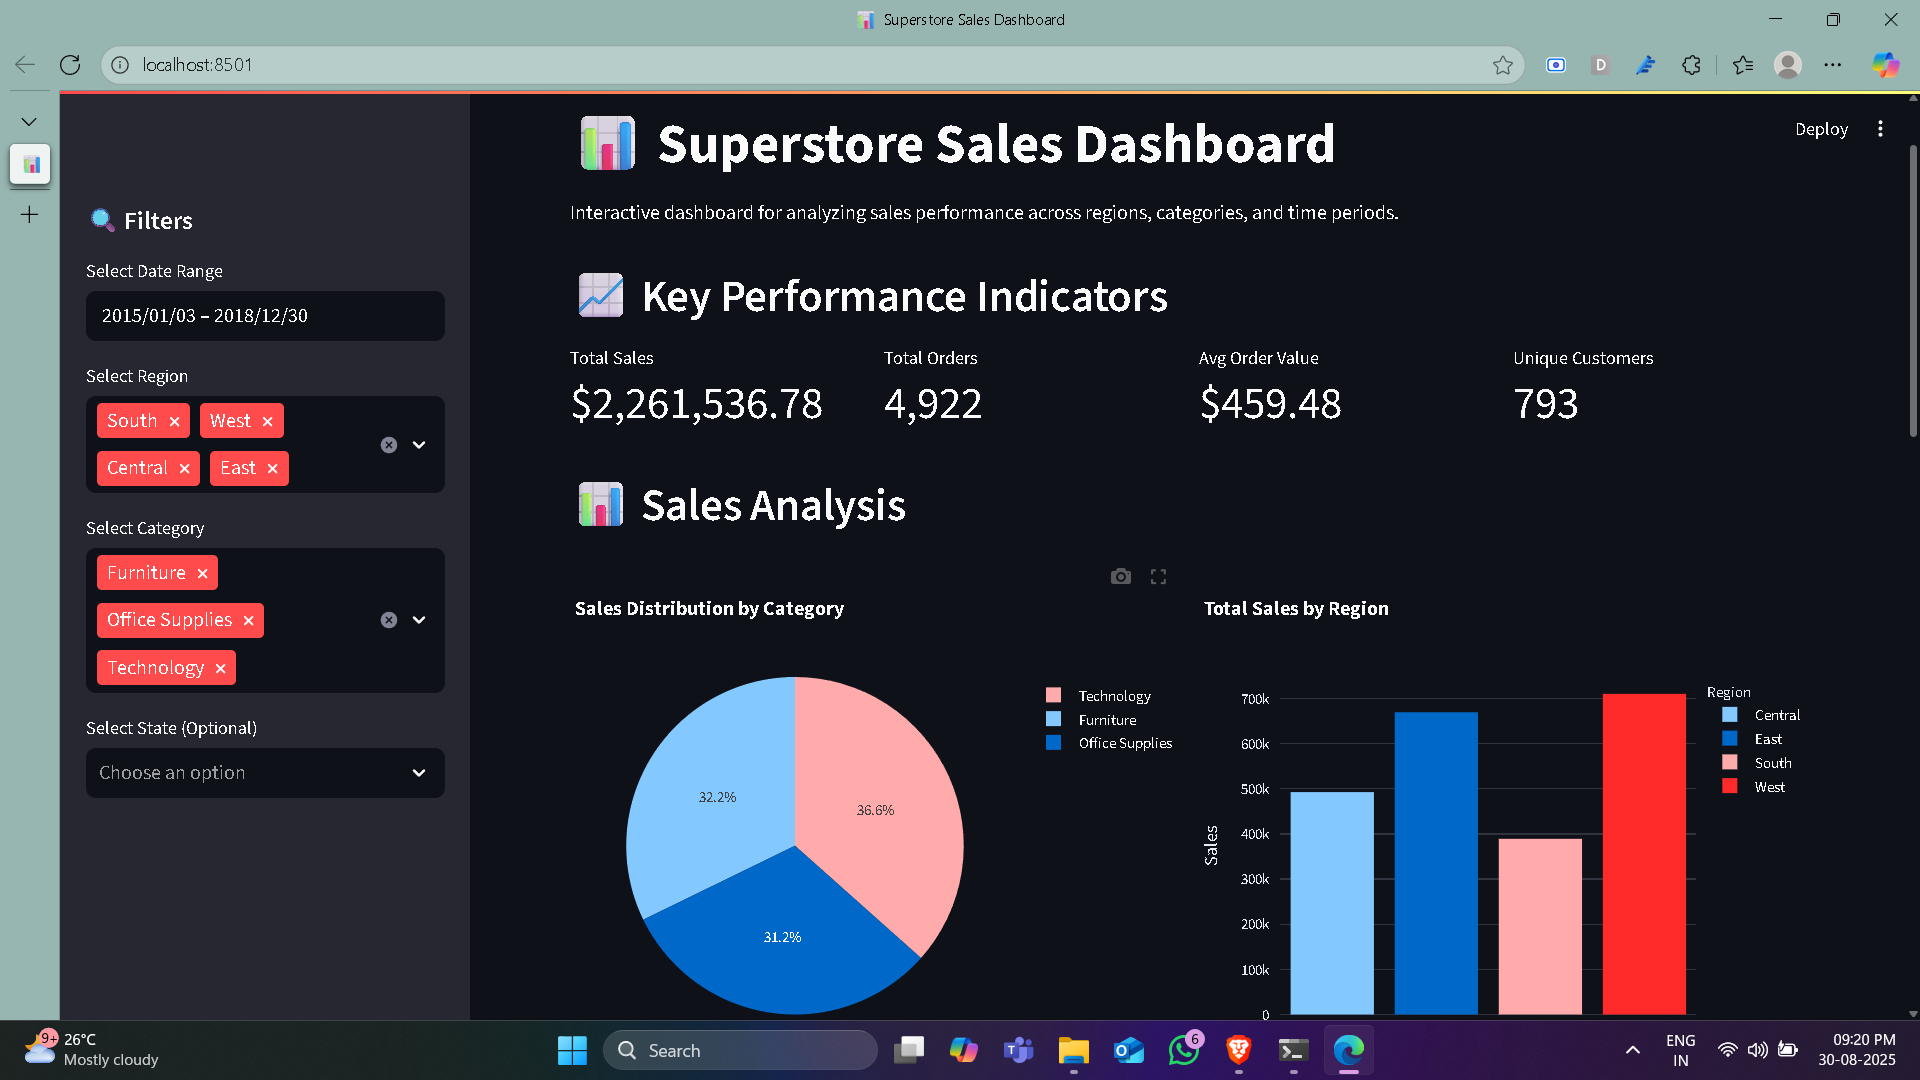 Superstore Sales Dashboard
localhost:8501
D
Deploy
Superstore Sales Dashboard
Interactive dashboard for analyzing sales performance across regions, categories, and time periods.
Filters
Select Date Range
2015/01/03 – 2018/12/30
Select Region
South × West ×
Central × East ×
Select Category
Furniture ×
Office Supplies ×
Technology ×
Select State (Optional)
Choose an option
Key Performance Indicators
Total Sales
$2,261,536.78
Total Orders
4,922
Avg Order Value
$459.48
Unique Customers
793
Sales Analysis
Sales Distribution by Category
32.2%
36.6%
31.2%
Technology
Furniture
Office Supplies
Total Sales by Region
Sales
700k
600k
500k
400k
300k
200k
100k
0
Region
Central
East
South
West
9+
26°C
Mostly cloudy
Search
6
ENG
IN
09:20 PM
30-08-2025